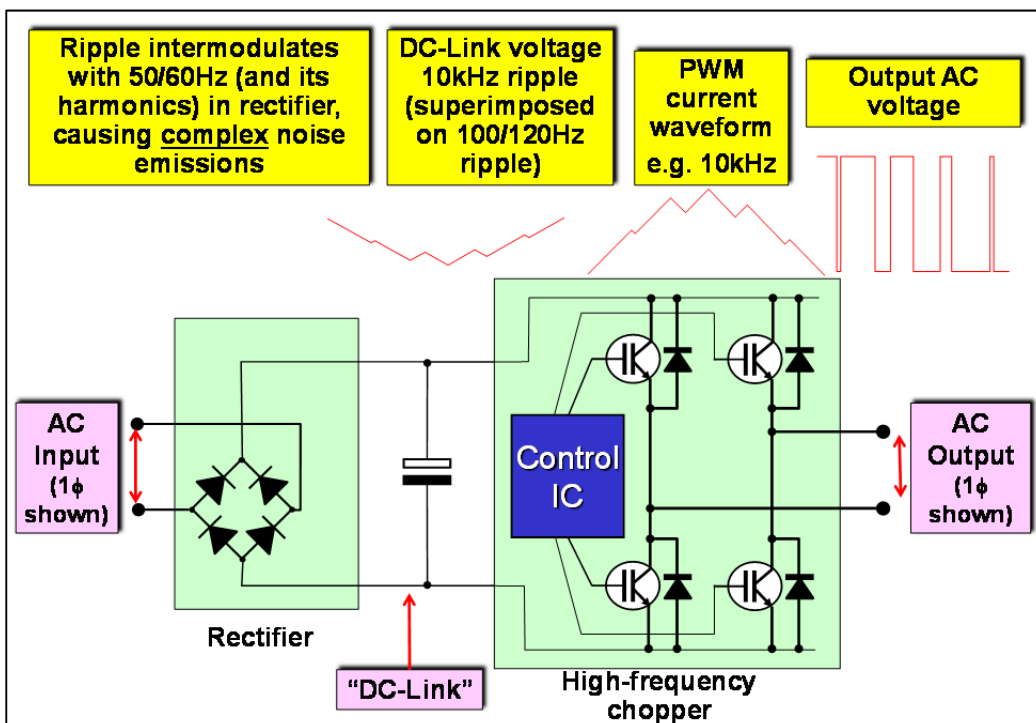 Ripple intermodulates
with 50/60Hz (and its
harmonics) in rectifier,
causing complex noise
emissions
DC-Link voltage
10kHz ripple
(superimposed
on 100/120Hz
ripple)
PWM
current
waveform
e.g. 10kHz
Output AC
voltage
AC
Input
(1ϕ
shown)
Control
IC
AC
Output
(1ϕ
shown)
Rectifier
"DC-Link"
High-frequency
chopper